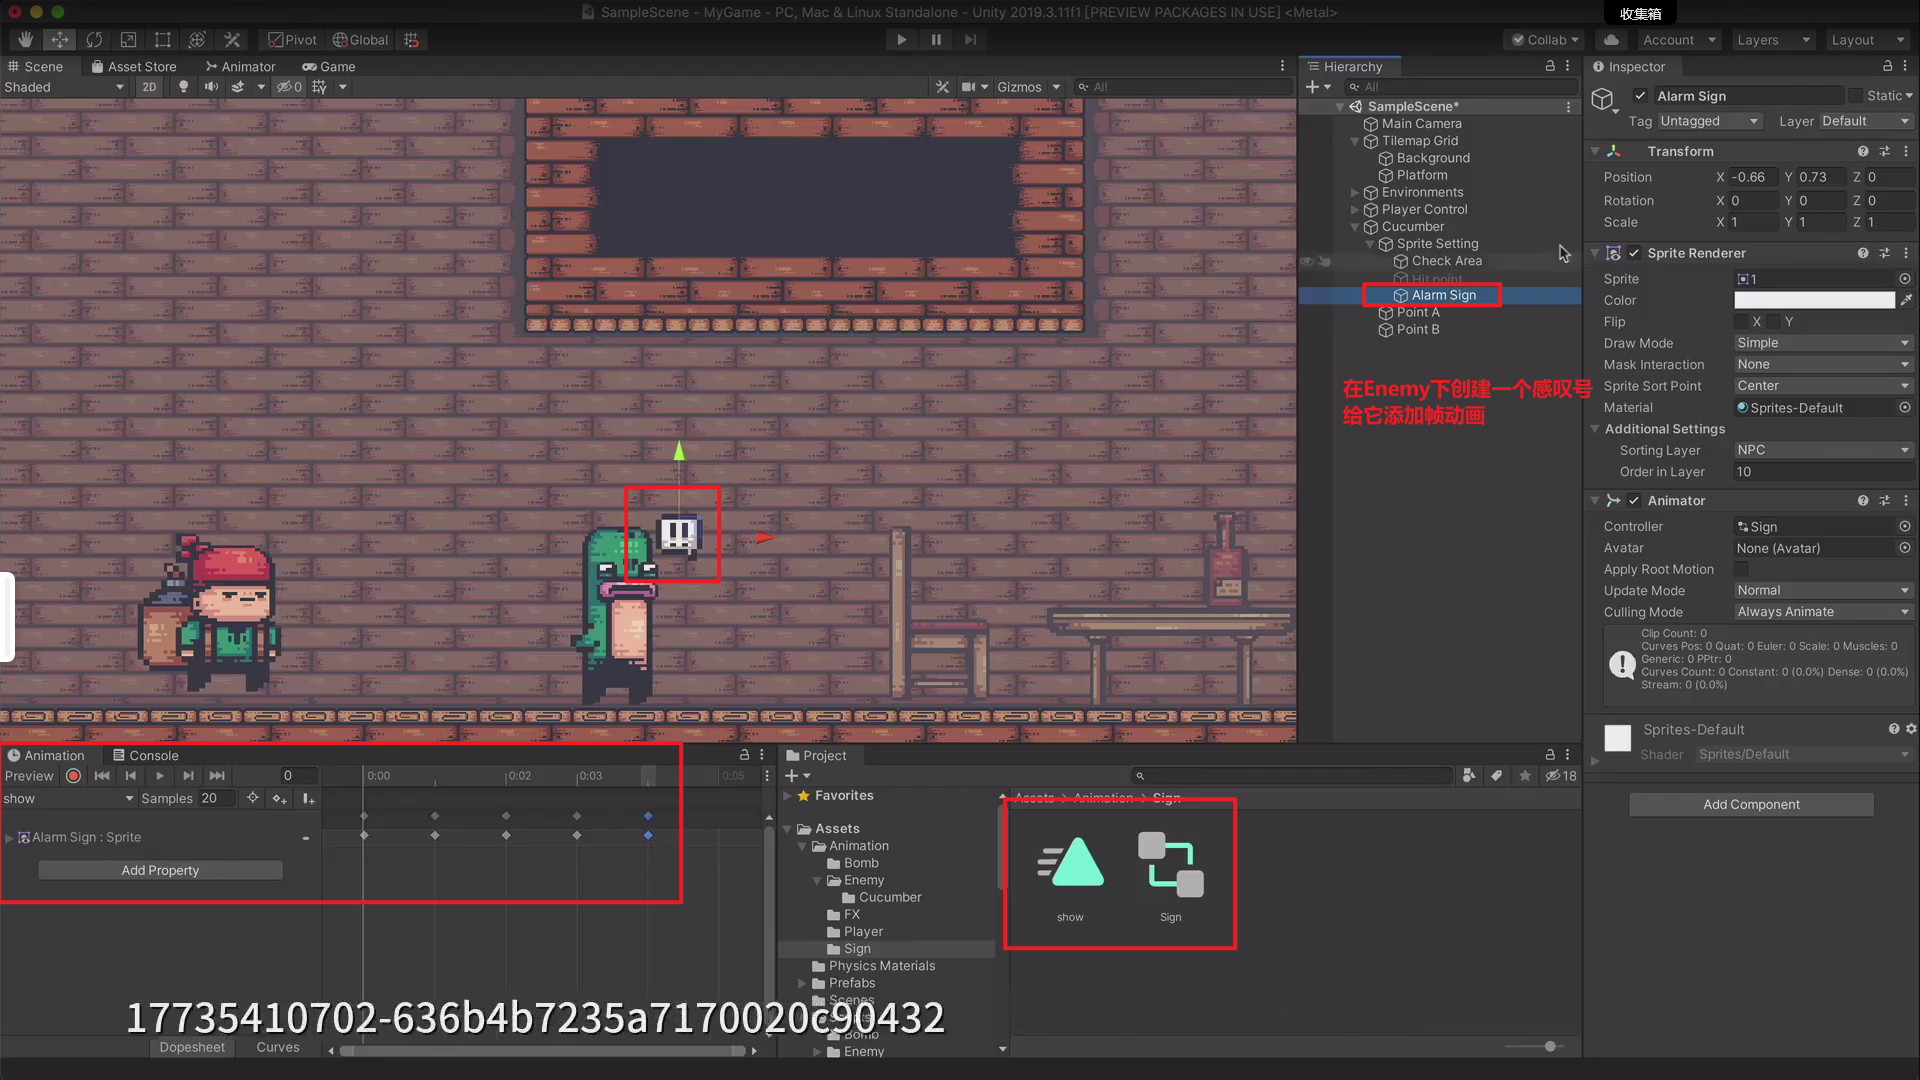 SampleScene - MyGame - PC, Mac & Linux Standalone - Unity 2019.3.11f1 [PREVIEW PACKAGES IN USE] <Metal>
收集箱
Pivot Global Collab Account Layers Layout
Scene Asset Store Animator Game
Shaded 2D 0 Gizmos All
Hierarchy
All
SampleScene*
Main Camera
Tilemap Grid
Background
Platform
Environments
Player Control
Cucumber
Sprite Setting
Check Area
Hit point
Alarm Sign
Point A
Point B
在Enemy下创建一个感叹号
给它添加帧动画
Inspector
Alarm Sign Static
Tag Untagged Layer Default
Transform
Position X -0.66 Y 0.73 Z 0
Rotation X 0 Y 0 Z 0
Scale X 1 Y 1 Z 1
Sprite Renderer
Sprite 1
Color
Flip X Y
Draw Mode Simple
Mask Interaction None
Sprite Sort Point Center
Material Sprites-Default
Additional Settings
Sorting Layer NPC
Order in Layer 10
Animator
Controller Sign
Avatar None (Avatar)
Apply Root Motion
Update Mode Normal
Culling Mode Always Animate
Clip Count: 0
Curves Pos: 0 Quat: 0 Euler: 0 Scale: 0 Muscles: 0
Generic: 0 PPtr: 0
Curves Count: 0 Constant: 0 (0.0%) Dense: 0 (0.0%)
Stream: 0 (0.0%)
Sprites-Default
Shader Sprites/Default
Add Component
Animation Console
Preview 0 0:00 0:02 0:03 0:05
show Samples 20
Alarm Sign : Sprite
Add Property
Dopesheet Curves
Project
18
Favorites
Assets
Animation
Bomb
Enemy
Cucumber
FX
Player
Sign
Physics Materials
Prefabs
Scenes
Bomb
Enemy
Assets > Animation > Sign
show Sign
17735410702-636b4b7235a7170020c90432